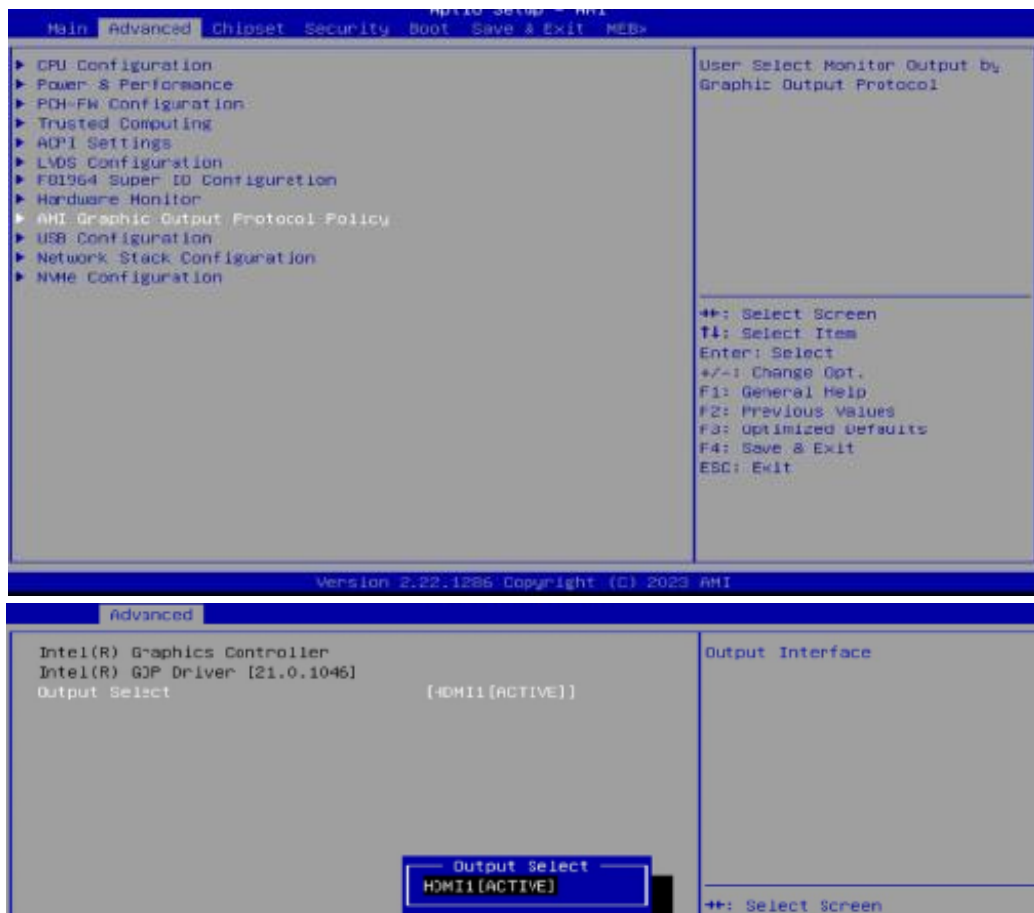 Aptio Setup - AMI
Main Advanced Chipset Security Boot Save & Exit MEBx
CPU Configuration
Power & Performance
PCH-FW Configuration
Trusted Computing
ACPI Settings
LVDS Configuration
F81964 Super IO Configuration
Hardware Monitor
AMI Graphic Output Protocol Policy
USB Configuration
Network Stack Configuration
NVMe Configuration
User Select Monitor Output by
Graphic Output Protocol
→←: Select Screen
↑↓: Select Item
Enter: Select
+/-: Change Opt.
F1: General Help
F2: Previous Values
F3: Optimized Defaults
F4: Save & Exit
ESC: Exit
Version 2.22.1286 Copyright (C) 2023 AMI
Advanced
Intel(R) Graphics Controller
Intel(R) GOP Driver [21.0.1046]
Output Select [HDMI1[ACTIVE]]
Output Select
HDMI1[ACTIVE]
Output Interface
→←: Select Screen